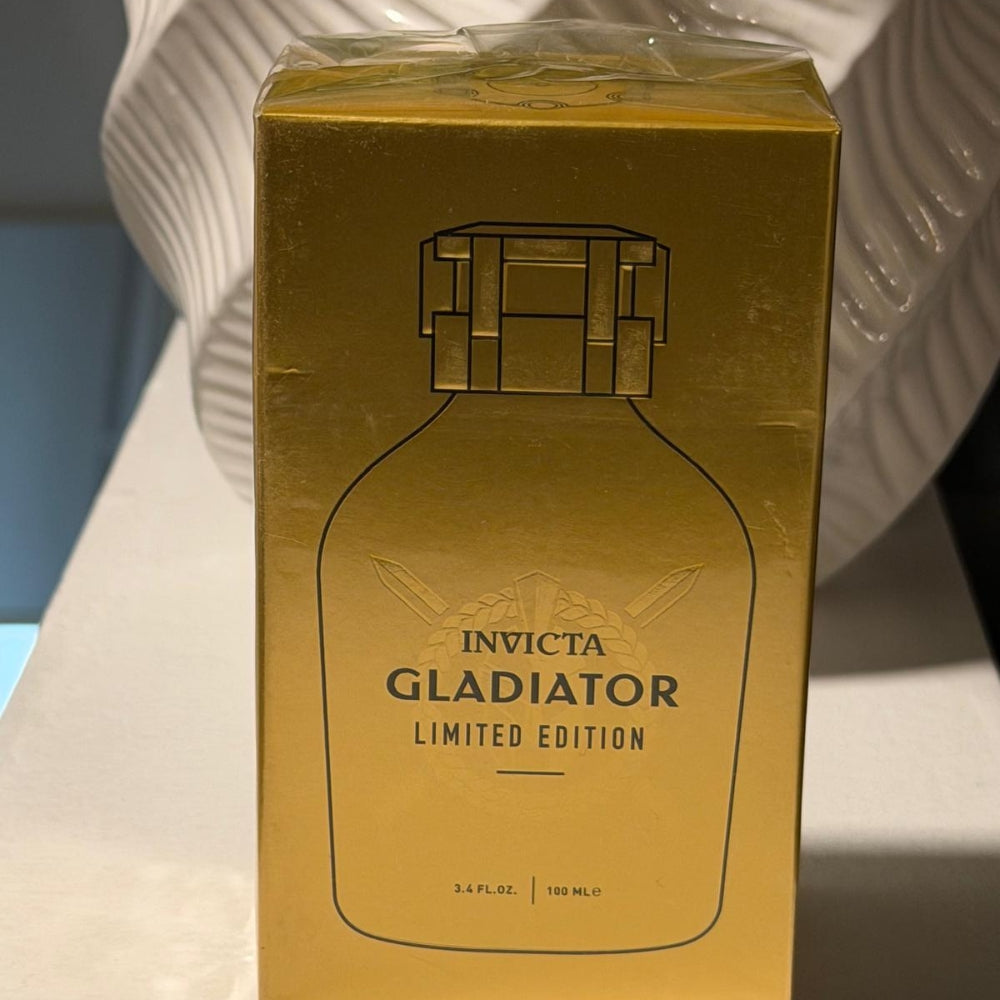 INVICTA
GLADIATOR
LIMITED EDITION
3.4 FL.OZ. | 100 ML℮